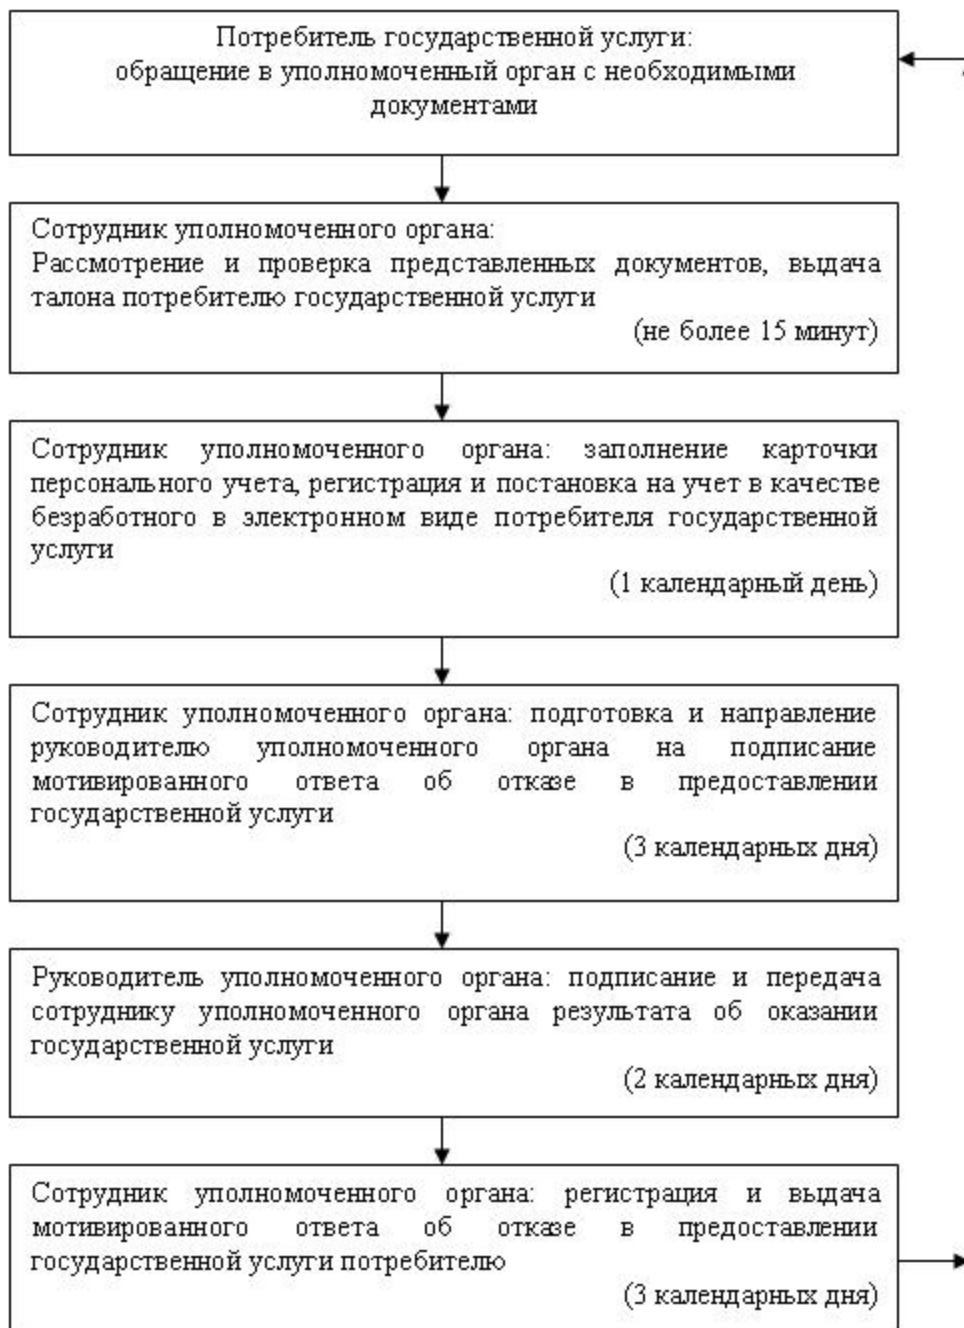 Потребитель государственной услуги:
обращение в уполномоченный орган с необходимыми
документами
Сотрудник уполномоченного органа:
Рассмотрение и проверка представленных документов, выдача
талона потребителю государственной услуги
(не более 15 минут)
Сотрудник уполномоченного органа: заполнение карточки
персонального учета, регистрация и постановка на учет в качестве
безработного в электронном виде потребителя государственной
услуги
(1 календарный день)
Сотрудник уполномоченного органа: подготовка и направление
руководителю уполномоченного органа на подписание
мотивированного ответа об отказе в предоставлении
государственной услуги
(3 календарных дня)
Руководитель уполномоченного органа: подписание и передача
сотруднику уполномоченного органа результата об оказании
государственной услуги
(2 календарных дня)
Сотрудник уполномоченного органа: регистрация и выдача
мотивированного ответа об отказе в предоставлении
государственной услуги потребителю
(3 календарных дня)